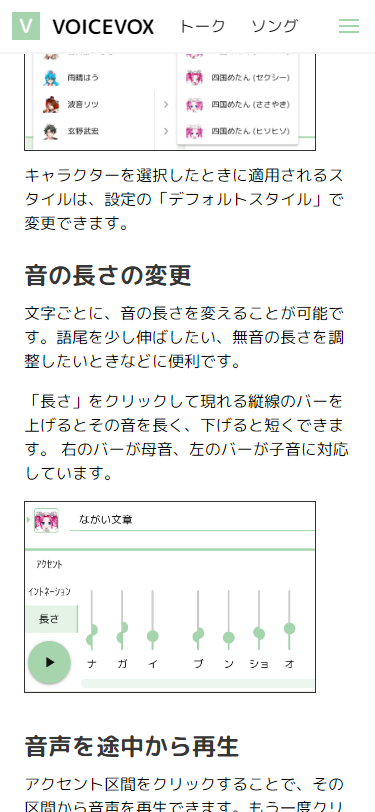 V VOICEVOX トーク ソング
雨晴はう
四国めたん (セクシー)
波音リツ
四国めたん (ささやき)
玄野武宏
四国めたん (ヒソヒソ)
キャラクターを選択したときに適用されるス
タイルは、設定の「デフォルトスタイル」で
変更できます。
音の長さの変更
文字ごとに、音の長さを変えることが可能で
す。語尾を少し伸ばしたい、無音の長さを調
整したいときなどに便利です。
「長さ」をクリックして現れる縦線のバーを
上げるとその音を長く、下げると短くできま
す。 右のバーが母音、左のバーが子音に対応
しています。
ながい文章
アクセント
イントネーション
長さ
ナ ガ イ ブ ン ショ オ
音声を途中から再生
アクセント区間をクリックすることで、その
区間から音声を再生できます。もう一度クリ